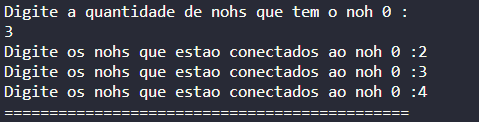 Digite a quantidade de nohs que tem o noh 0 :
3
Digite os nohs que estao conectados ao noh 0 :2
Digite os nohs que estao conectados ao noh 0 :3
Digite os nohs que estao conectados ao noh 0 :4
=============================================